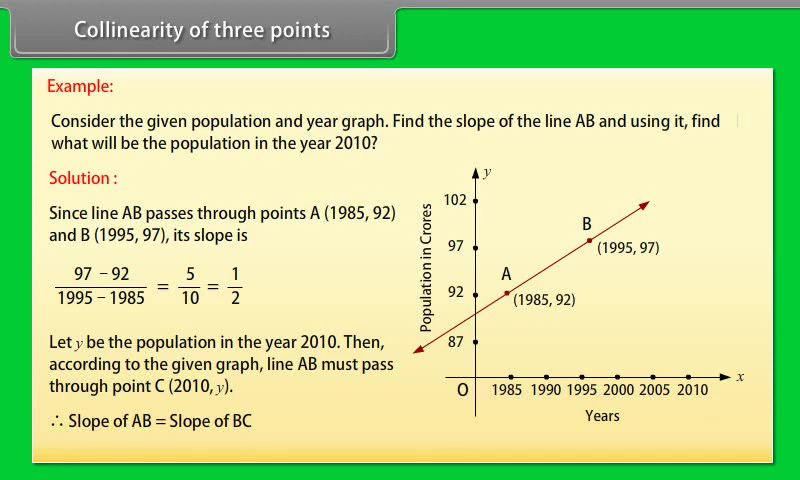 Collinearity of three points
Example:
Consider the given population and year graph. Find the slope of the line AB and using it, find
what will be the population in the year 2010?
Solution :
Since line AB passes through points A (1985, 92)
and B (1995, 97), its slope is
97 − 92 / 1995 − 1985 = 5/10 = 1/2
Let y be the population in the year 2010. Then,
according to the given graph, line AB must pass
through point C (2010, y).
∴ Slope of AB = Slope of BC
y
102
97
92
87
Population in Crores
B
(1995, 97)
A
(1985, 92)
O
1985 1990 1995 2000 2005 2010
x
Years